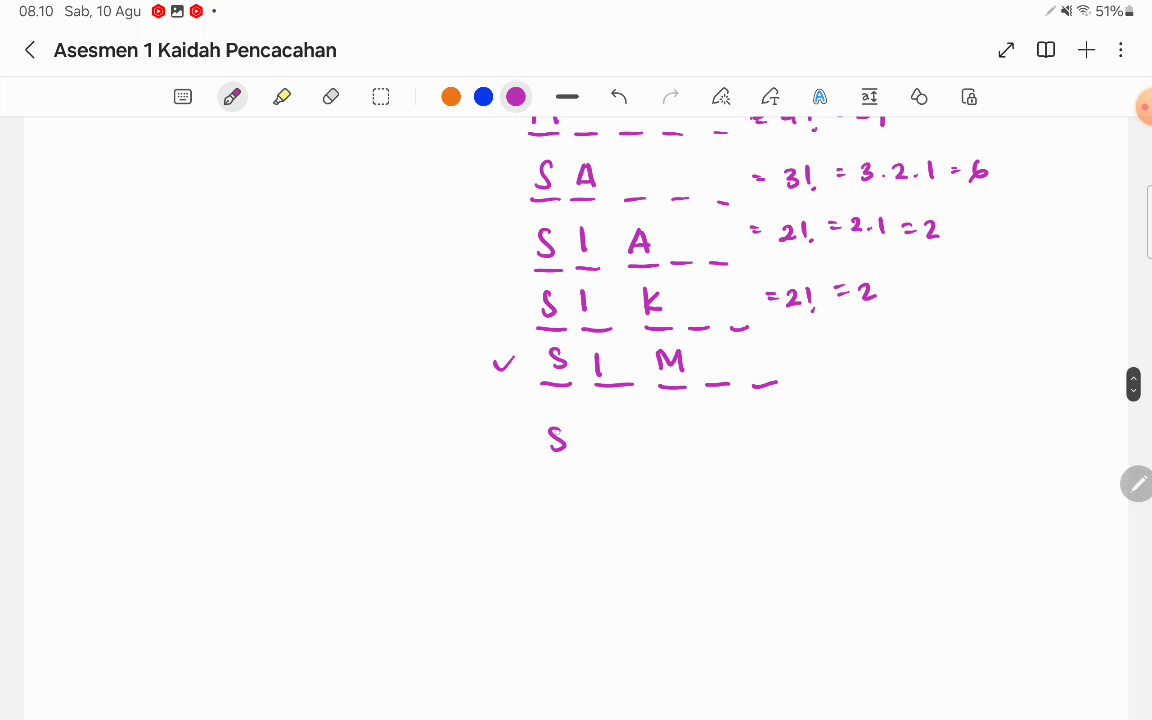 08.10 Sab, 10 Agu 51%
Asesmen 1 Kaidah Pencacahan
S A _ _ _ = 3! = 3.2.1 = 6
S I A _ _ = 2! = 2.1 = 2
S I K _ _ = 2! = 2
✓ S I M _ _
S